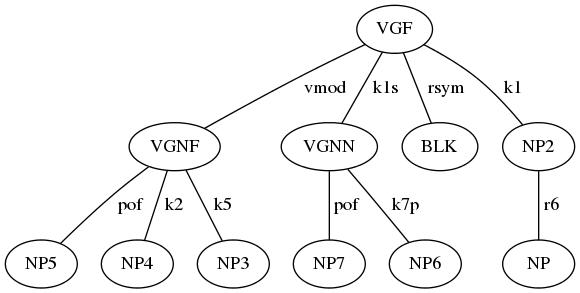 VGF
vmod k1s rsym k1
VGNF VGNN BLK NP2
pof k2 k5 pof k7p r6
NP5 NP4 NP3 NP7 NP6 NP